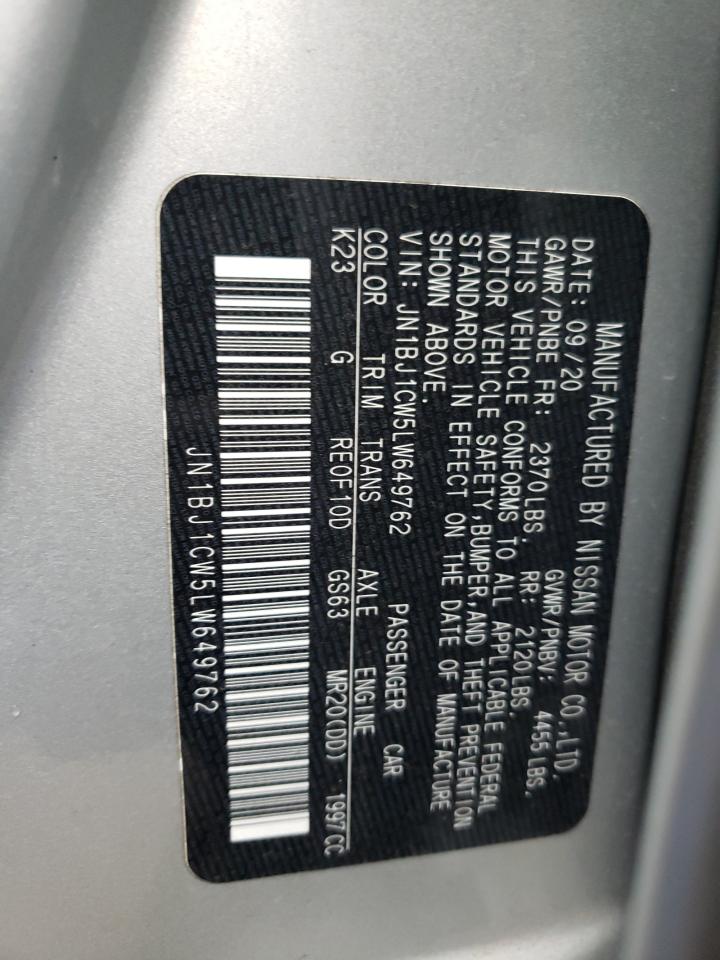 MANUFACTURED BY NISSAN MOTOR CO.,LTD.
DATE: 09/20 GVWR/PNBV: 4455 LBS.
GAWR/PNBE FR: 2370LBS. RR: 2120LBS.
THIS VEHICLE CONFORMS TO ALL APPLICABLE FEDERAL
MOTOR VEHICLE SAFETY,BUMPER,AND THEFT PREVENTION
STANDARDS IN EFFECT ON THE DATE OF MANUFACTURE
SHOWN ABOVE.
VIN: JN1BJ1CW5LW649762 PASSENGER CAR
COLOR TRIM TRANS AXLE ENGINE
K23 G RE0F10D GS63 MR20(DD) 1997CC
JN1BJ1CW5LW649762